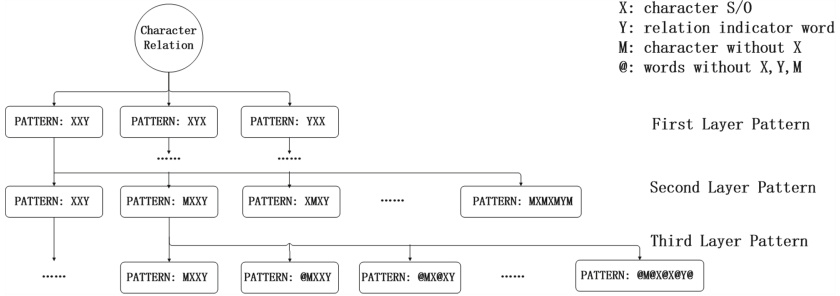 X: character S/O
Y: relation indicator word
M: character without X
@: words without X,Y,M
Character
Relation
PATTERN: XXY
PATTERN: XYX
PATTERN: YXX
First Layer Pattern
......
......
PATTERN: XXY
PATTERN: MXXY
PATTERN: XMXY
......
PATTERN: MXMXMYM
Second Layer Pattern
Third Layer Pattern
......
PATTERN: MXXY
PATTERN: @MXXY
PATTERN: @MX@XY
......
PATTERN: @M@X@X@Y@